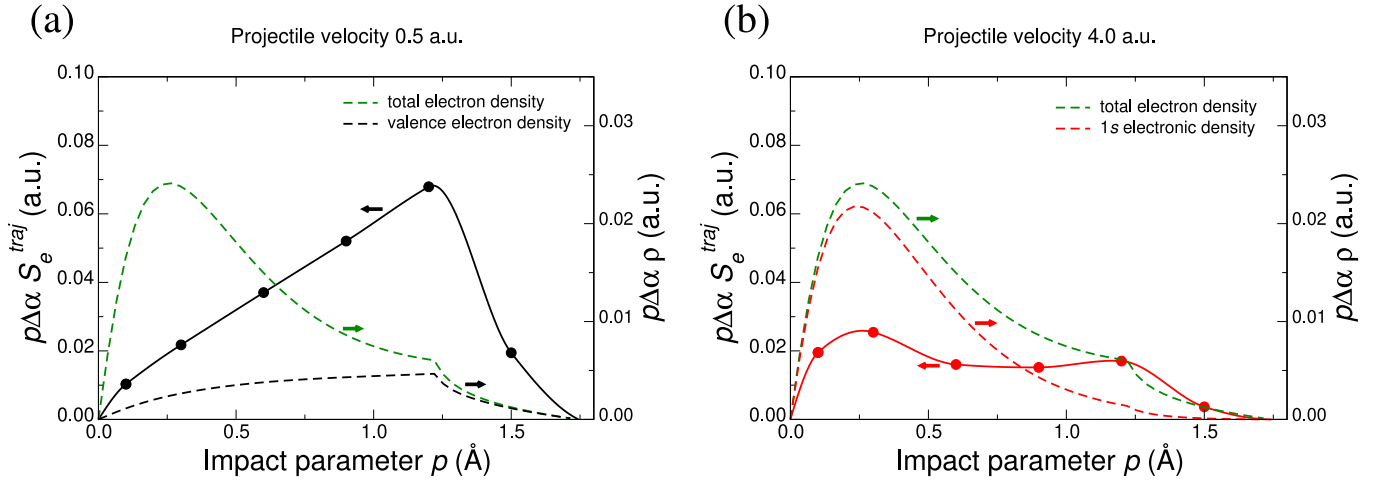 (a)
Projectile velocity 0.5 a.u.
0.10
0.08
0.06
0.04
0.02
0.00
pΔα S_e^traj (a.u.)
total electron density
valence electron density
0.03
0.02
0.01
0.00
pΔα ρ (a.u.)
0.0 0.5 1.0 1.5
Impact parameter p (Å)
(b)
Projectile velocity 4.0 a.u.
0.10
0.08
0.06
0.04
0.02
0.00
pΔα S_e^traj (a.u.)
total electron density
1s electronic density
0.03
0.02
0.01
0.00
pΔα ρ (a.u.)
0.0 0.5 1.0 1.5
Impact parameter p (Å)